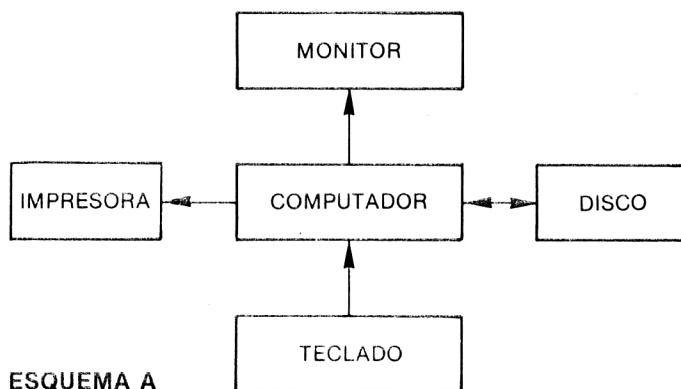 MONITOR
IMPRESORA
COMPUTADOR
DISCO
TECLADO
ESQUEMA A